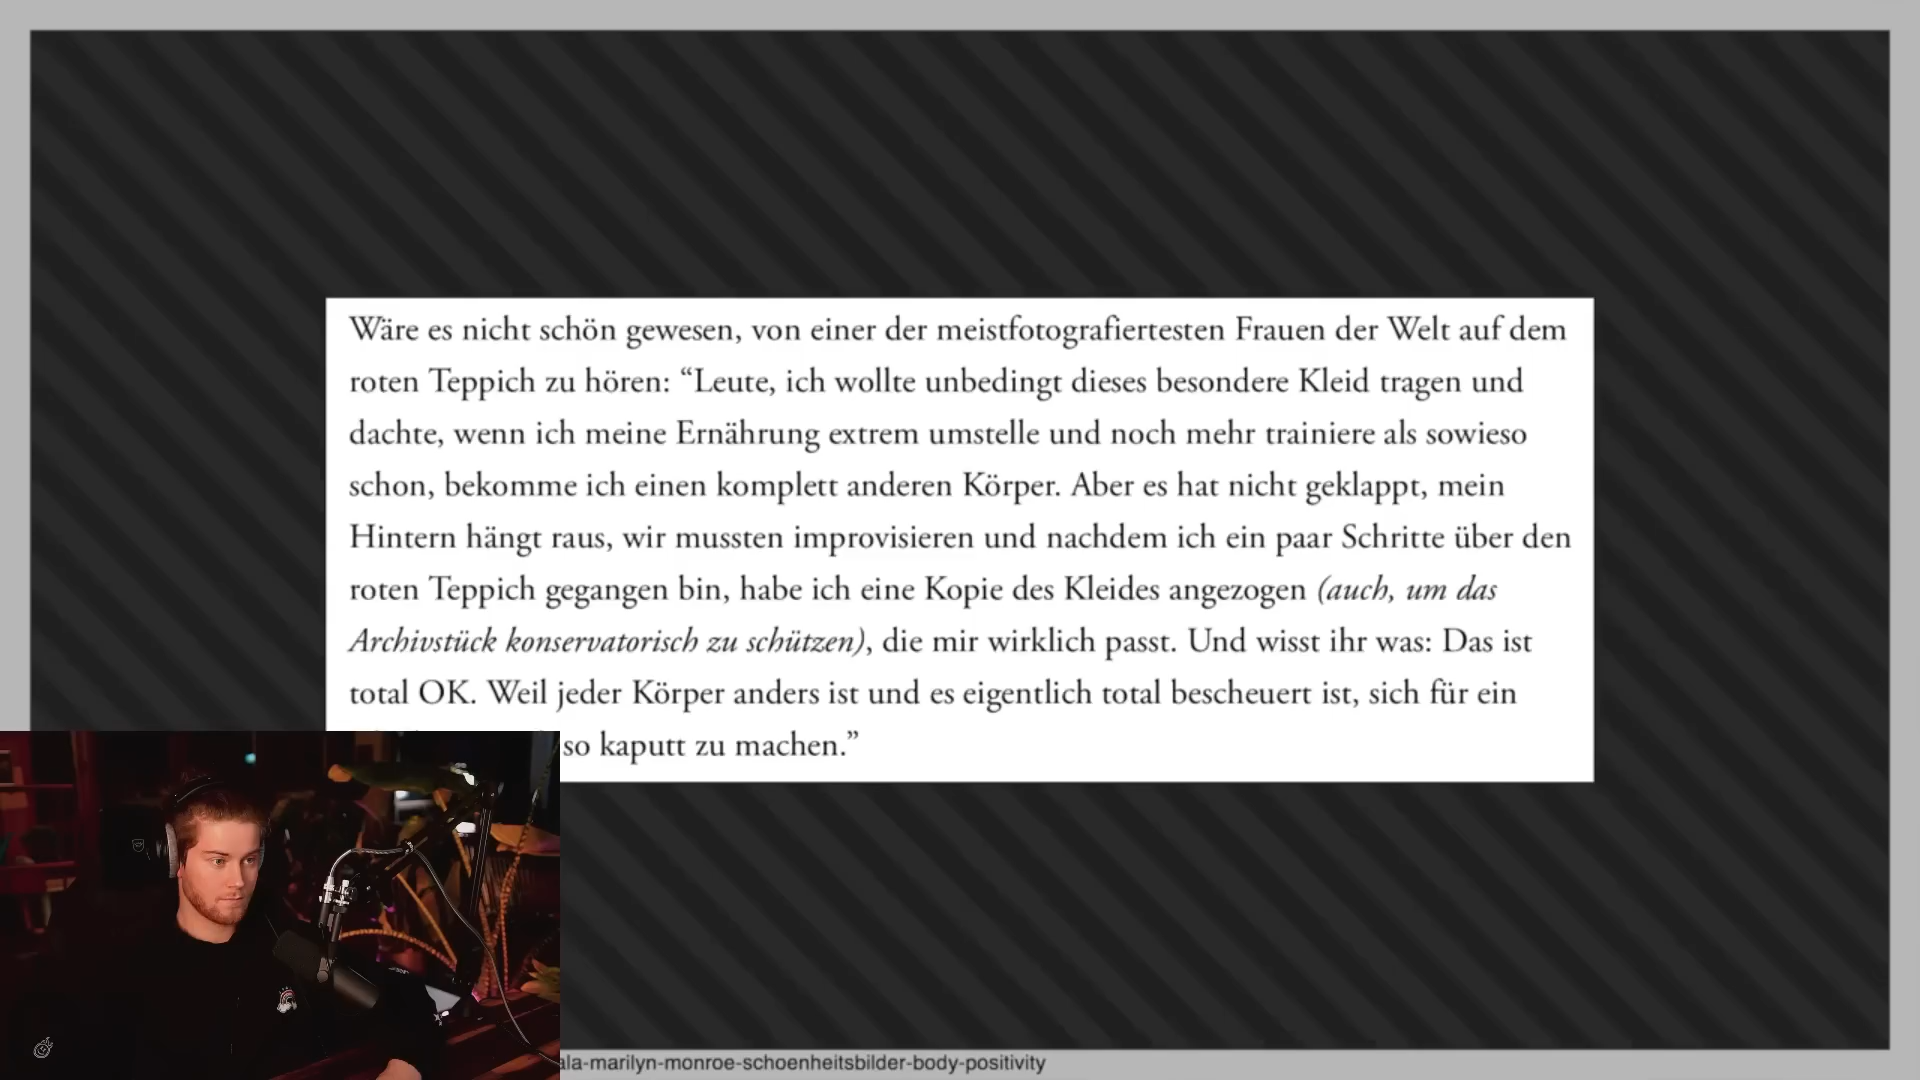 Wäre es nicht schön gewesen, von einer der meistfotografiertesten Frauen der Welt auf dem
roten Teppich zu hören: “Leute, ich wollte unbedingt dieses besondere Kleid tragen und
dachte, wenn ich meine Ernährung extrem umstelle und noch mehr trainiere als sowieso
schon, bekomme ich einen komplett anderen Körper. Aber es hat nicht geklappt, mein
Hintern hängt raus, wir mussten improvisieren und nachdem ich ein paar Schritte über den
roten Teppich gegangen bin, habe ich eine Kopie des Kleides angezogen (auch, um das
Archivstück konservatorisch zu schützen), die mir wirklich passt. Und wisst ihr was: Das ist
total OK. Weil jeder Körper anders ist und es eigentlich total bescheuert ist, sich für ein
so kaputt zu machen.”
ala-marilyn-monroe-schoenheitsbilder-body-positivity